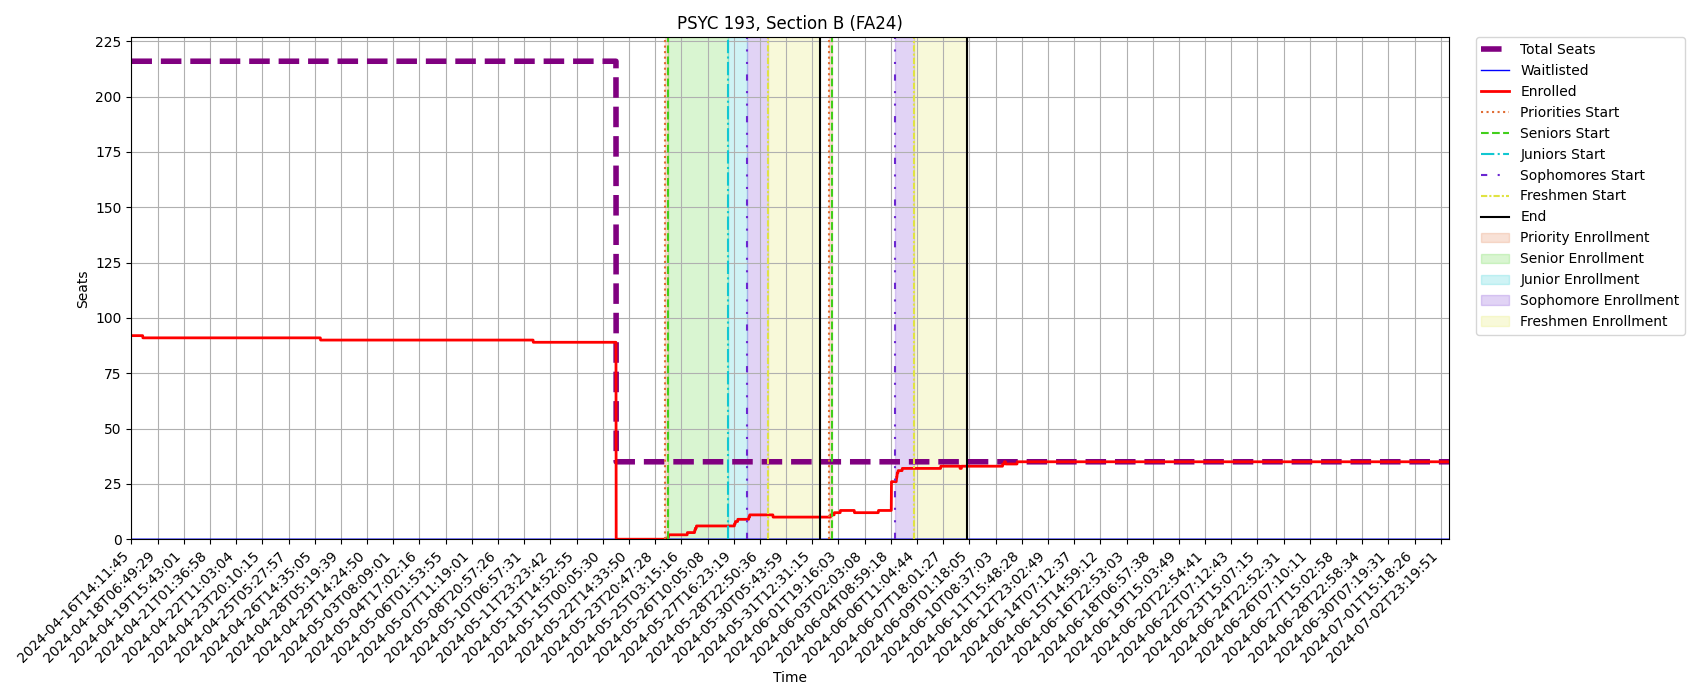 PSYC 193, Section B (FA24)
Seats
225
200
175
150
125
100
75
50
25
0
2024-04-16T14:11:45
2024-04-18T06:49:29
2024-04-19T15:43:01
2024-04-21T01:36:58
2024-04-22T11:03:04
2024-04-23T20:10:15
2024-04-25T05:27:57
2024-04-26T14:35:05
2024-04-28T05:19:39
2024-04-29T14:24:50
2024-05-03T08:09:01
2024-05-04T17:02:16
2024-05-06T01:53:55
2024-05-07T11:19:01
2024-05-08T20:57:26
2024-05-10T06:57:31
2024-05-11T23:23:42
2024-05-13T14:52:55
2024-05-15T00:05:30
2024-05-22T14:33:50
2024-05-23T20:47:28
2024-05-25T03:15:16
2024-05-26T10:05:08
2024-05-27T16:23:19
2024-05-28T22:50:36
2024-05-30T05:43:59
2024-05-31T12:31:15
2024-06-01T19:16:03
2024-06-03T02:03:08
2024-06-04T08:59:18
2024-06-06T11:04:44
2024-06-07T18:01:27
2024-06-09T01:18:05
2024-06-10T08:37:03
2024-06-11T15:48:28
2024-06-12T23:02:49
2024-06-14T07:12:37
2024-06-15T14:59:12
2024-06-16T22:53:03
2024-06-18T06:57:38
2024-06-19T15:03:49
2024-06-20T22:54:41
2024-06-22T07:12:43
2024-06-23T15:07:15
2024-06-24T22:52:31
2024-06-26T07:10:11
2024-06-27T15:02:58
2024-06-28T22:58:34
2024-06-30T07:19:31
2024-07-01T15:18:26
2024-07-02T23:19:51
Time
Total Seats
Waitlisted
Enrolled
Priorities Start
Seniors Start
Juniors Start
Sophomores Start
Freshmen Start
End
Priority Enrollment
Senior Enrollment
Junior Enrollment
Sophomore Enrollment
Freshmen Enrollment